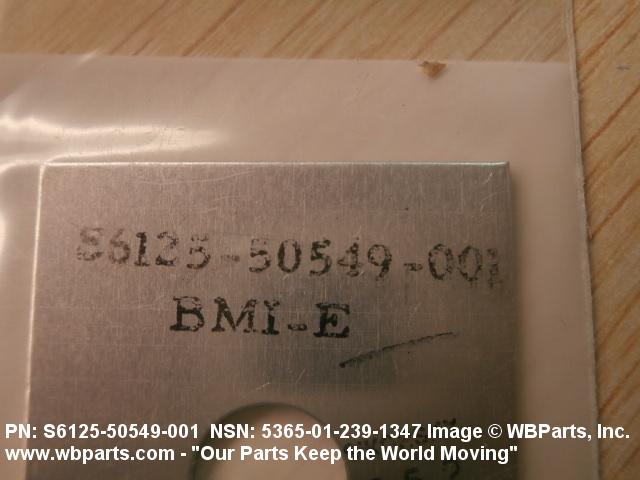 S6125-50549-001
BMI-E
PN: S6125-50549-001 NSN: 5365-01-239-1347 Image © WBParts, Inc.
www.wbparts.com - "Our Parts Keep the World Moving"